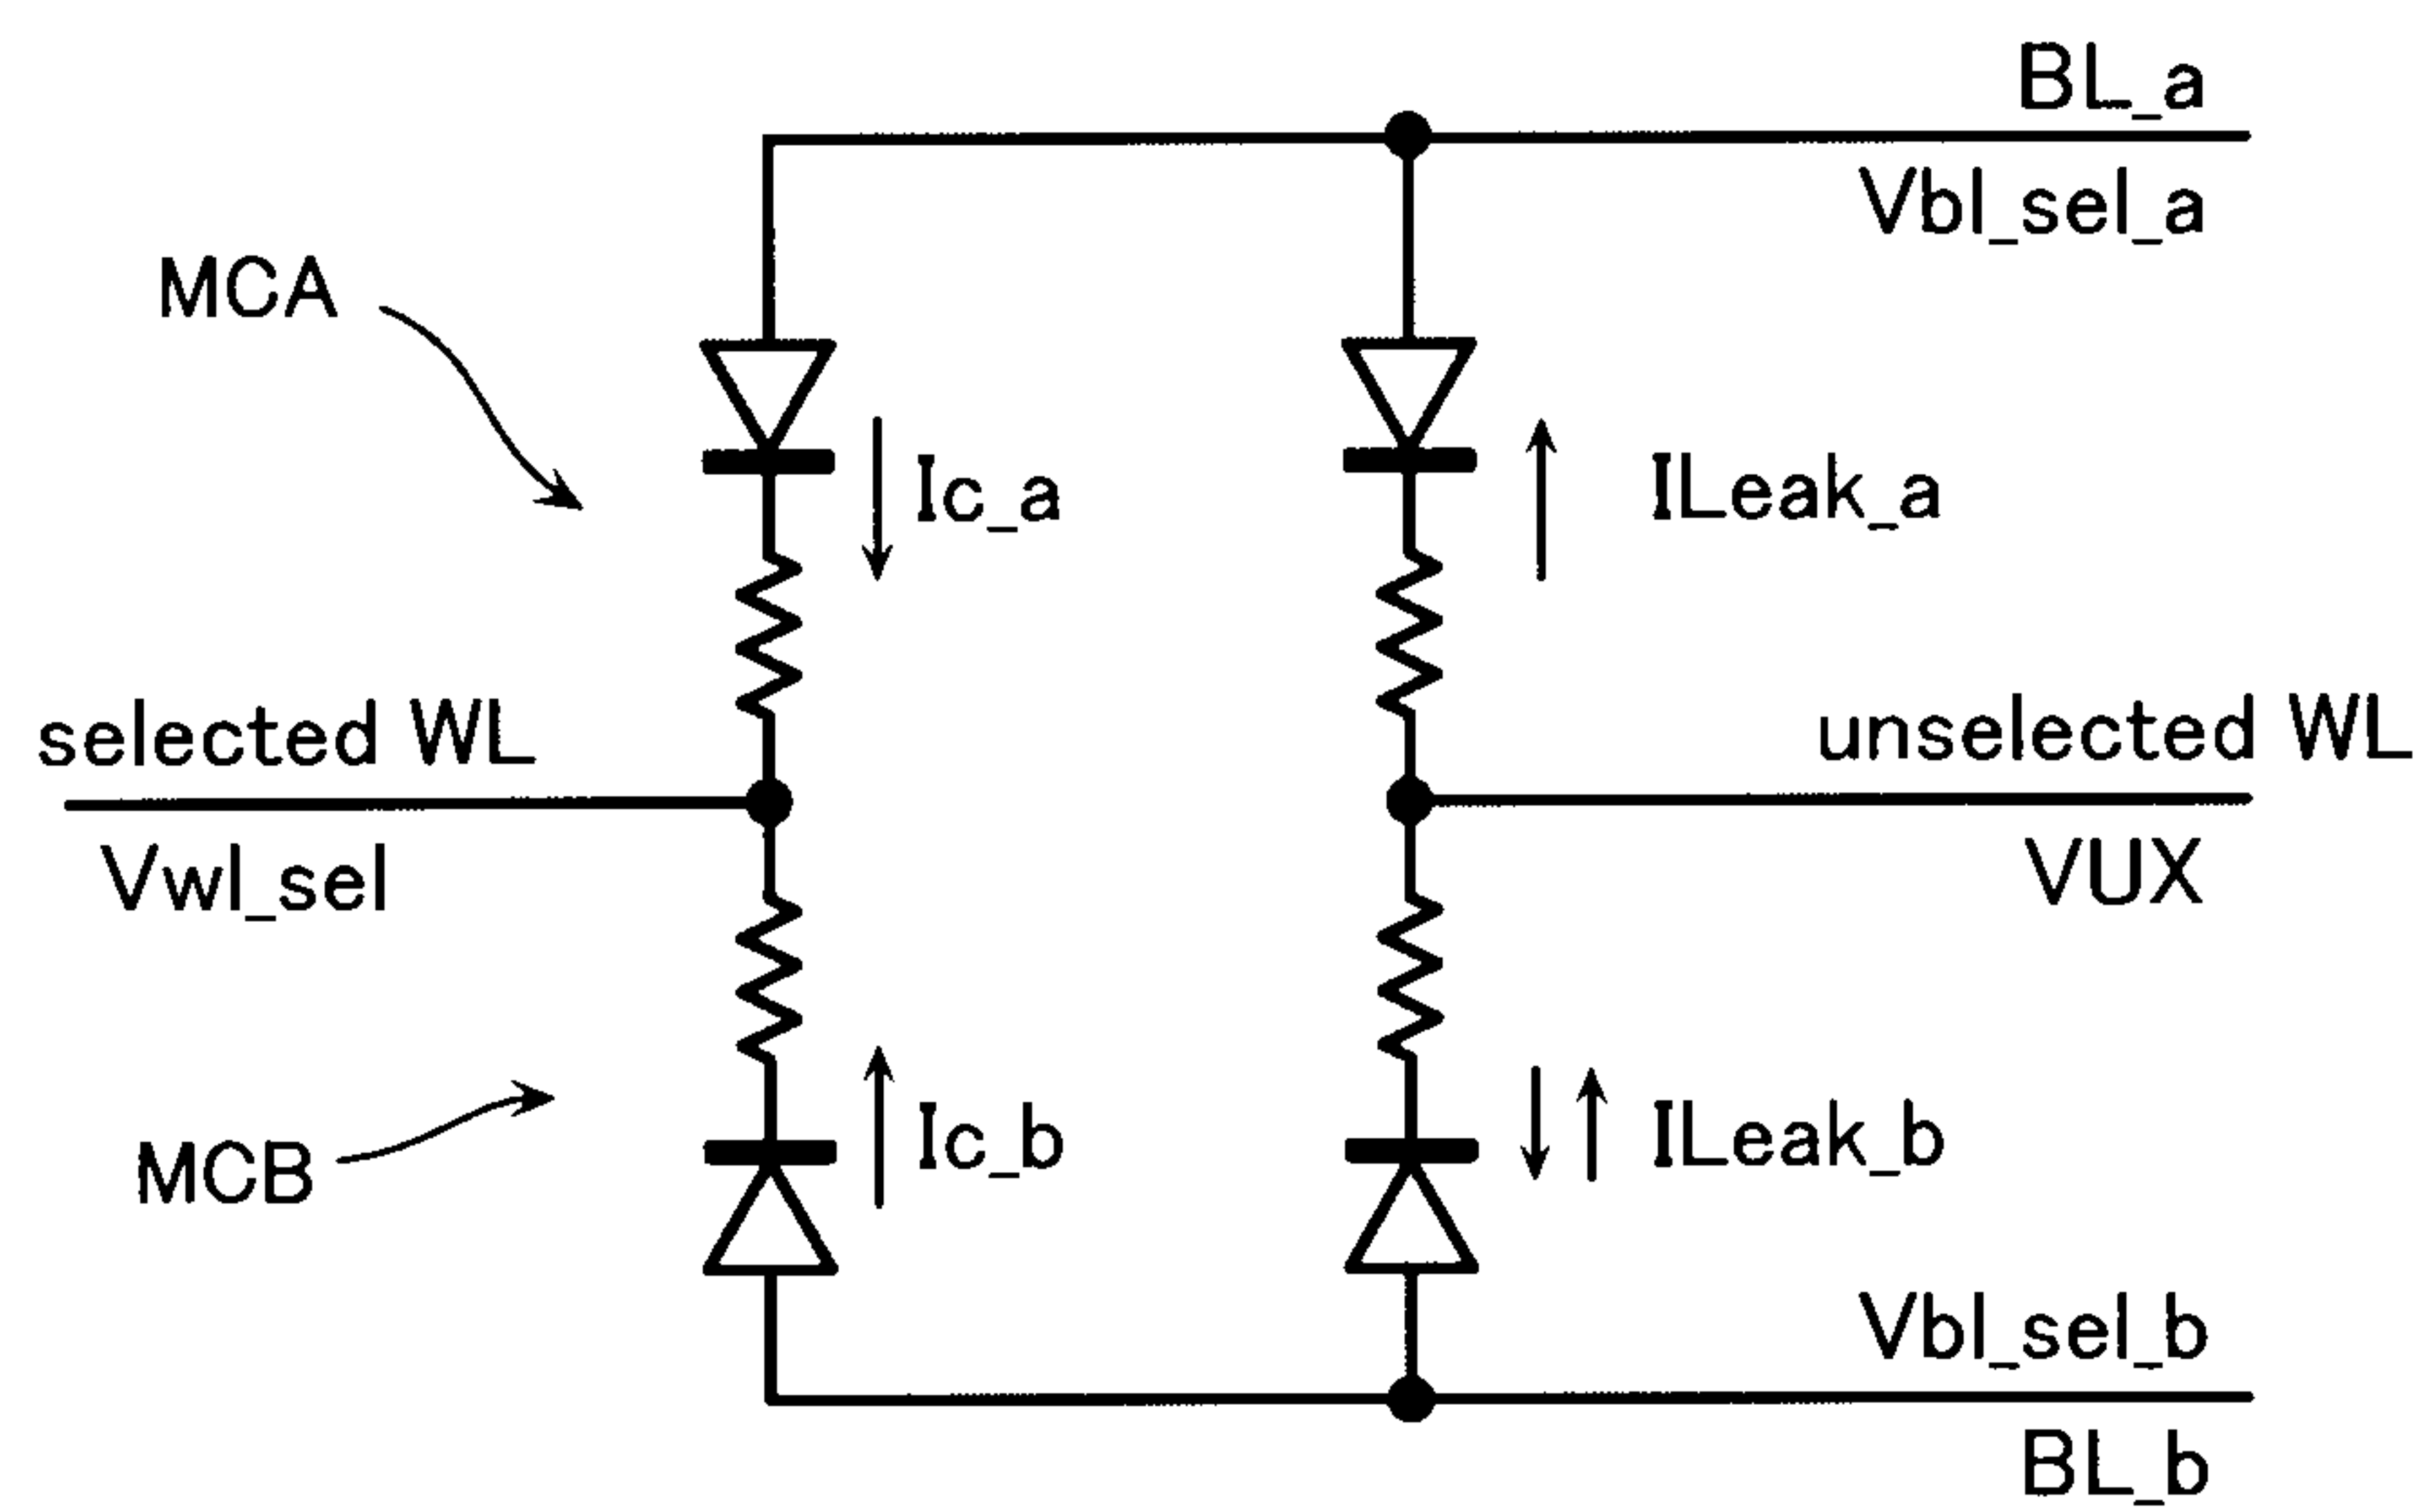 BL_a
Vbl_sel_a
MCA
Ic_a
ILeak_a
selected WL
unselected WL
Vwl_sel
VUX
MCB
Ic_b
ILeak_b
Vbl_sel_b
BL_b